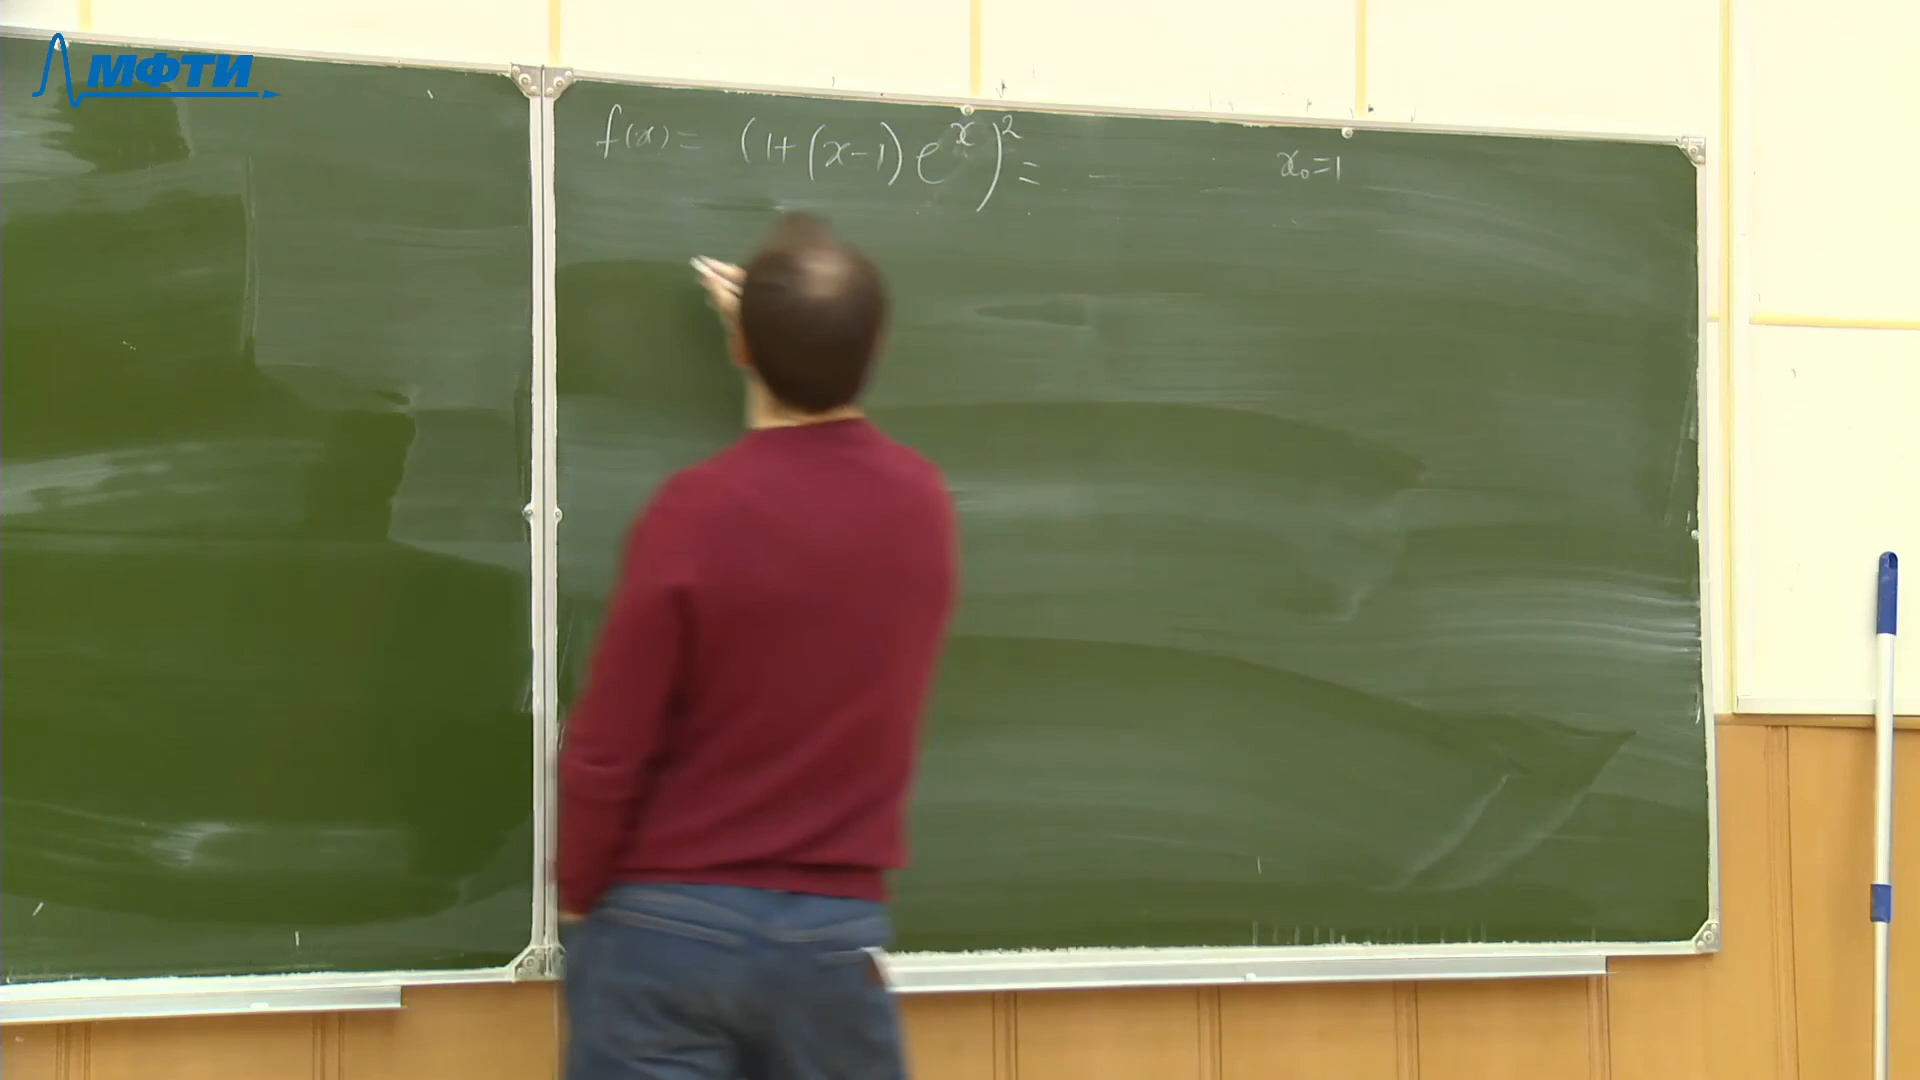 МФТИ
f(x) = (1+(x-1)e^x)^2 = x₀=1